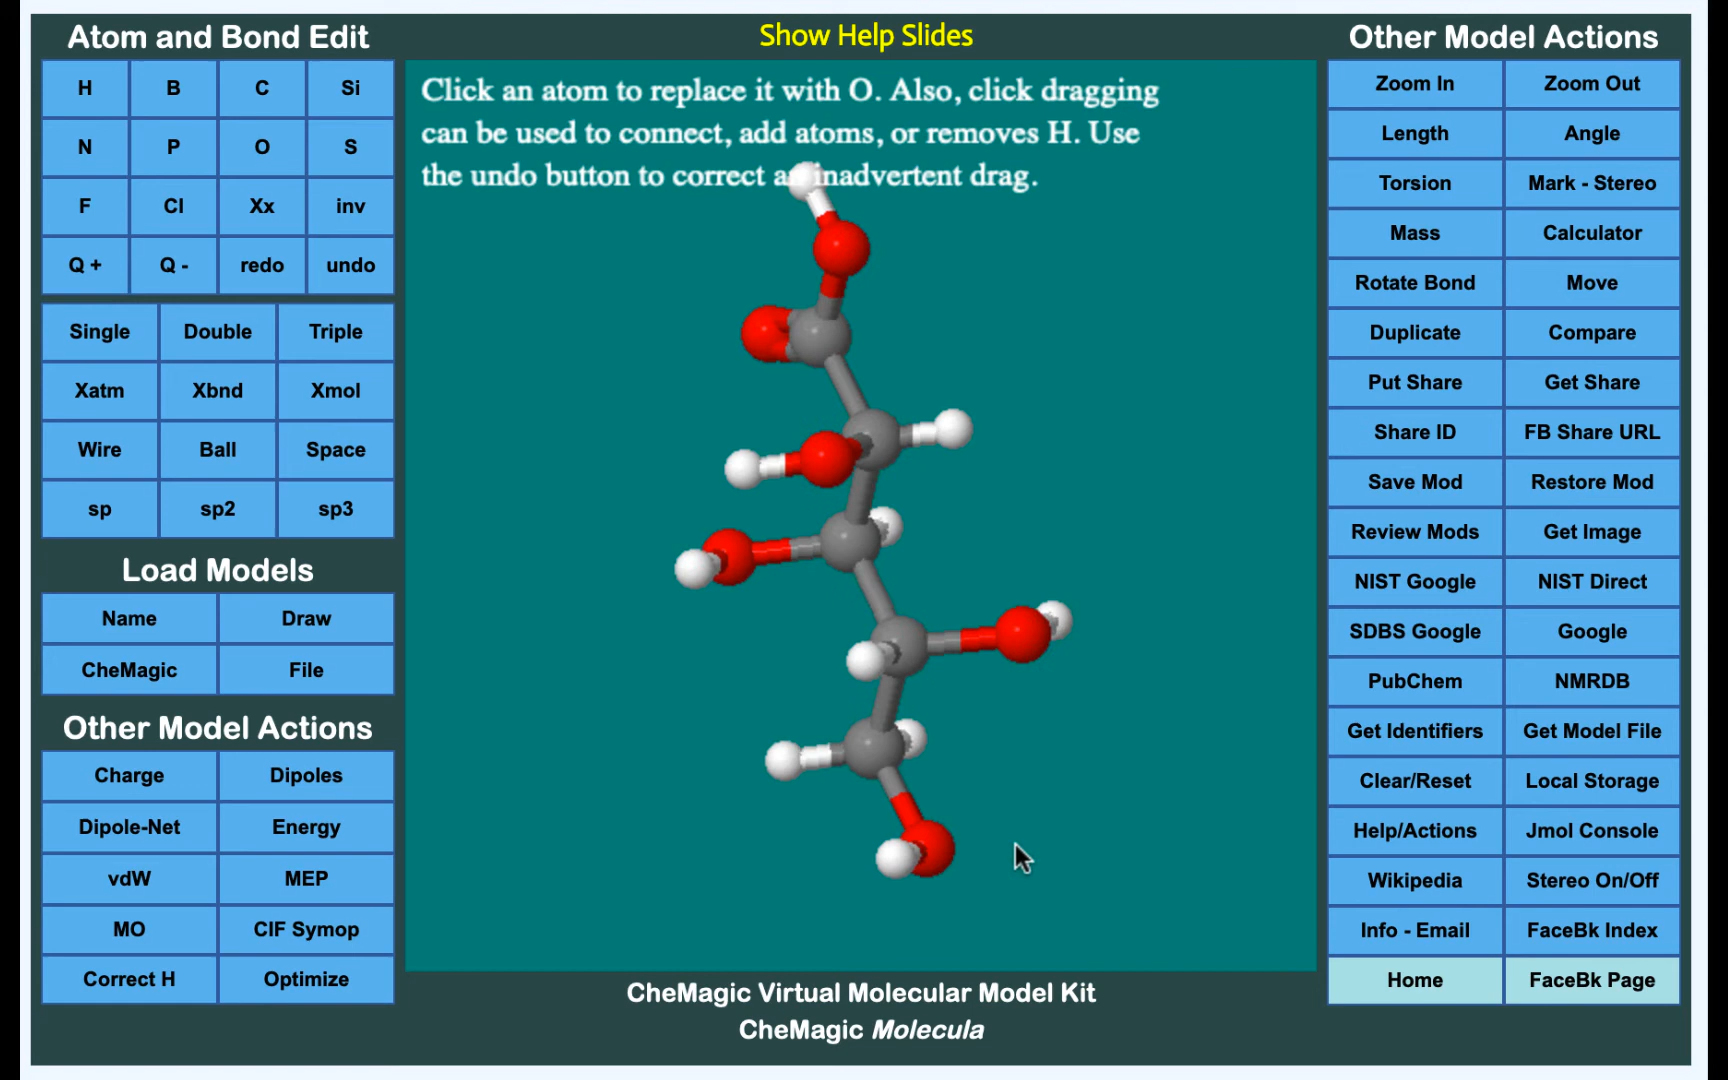 Atom and Bond Edit
H B C Si
N P O S
F Cl Xx inv
Q + Q - redo undo
Single Double Triple
Xatm Xbnd Xmol
Wire Ball Space
sp sp2 sp3
Load Models
Name Draw
CheMagic File
Other Model Actions
Charge Dipoles
Dipole-Net Energy
vdW MEP
MO CIF Symop
Correct H Optimize
Show Help Slides
Click an atom to replace it with O. Also, click dragging
can be used to connect, add atoms, or removes H. Use
the undo button to correct an inadvertent drag.
CheMagic Virtual Molecular Model Kit
CheMagic Molecula
Other Model Actions
Zoom In Zoom Out
Length Angle
Torsion Mark - Stereo
Mass Calculator
Rotate Bond Move
Duplicate Compare
Put Share Get Share
Share ID FB Share URL
Save Mod Restore Mod
Review Mods Get Image
NIST Google NIST Direct
SDBS Google Google
PubChem NMRDB
Get Identifiers Get Model File
Clear/Reset Local Storage
Help/Actions Jmol Console
Wikipedia Stereo On/Off
Info - Email FaceBk Index
Home FaceBk Page